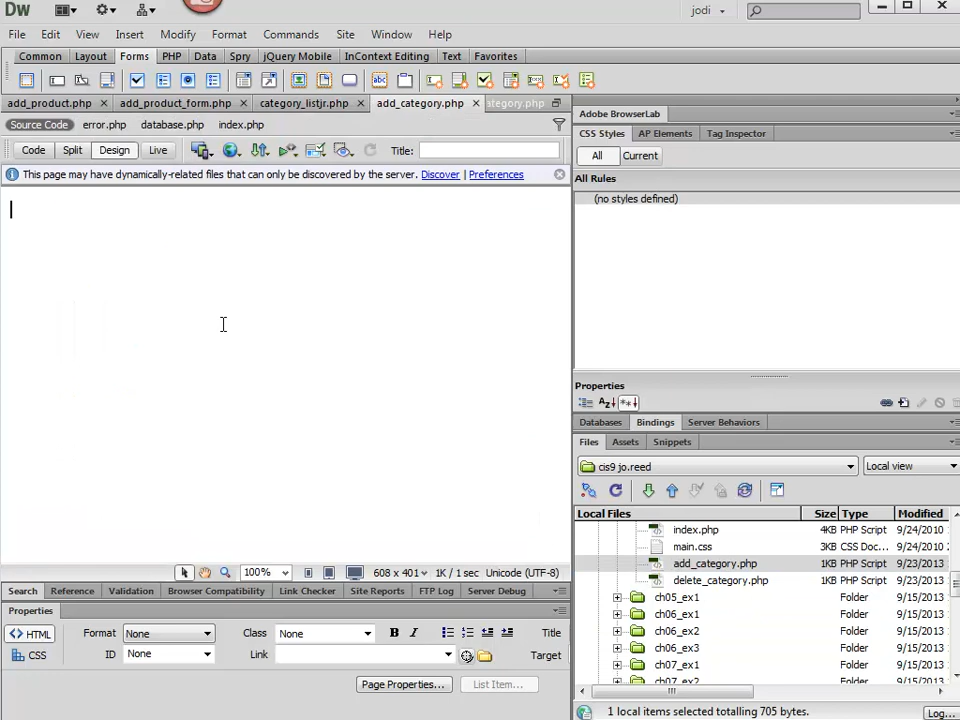 Dw jodi
File Edit View Insert Modify Format Commands Site Window Help
Common Layout Forms PHP Data Spry jQuery Mobile InContext Editing Text Favorites
add_product.php × add_product_form.php × category_listjr.php × add_category.php × stegory.php
Adobe BrowserLab
Source Code error.php database.php index.php
CSS Styles AP Elements Tag Inspector
Code Split Design Live Title:
All Current
This page may have dynamically-related files that can only be discovered by the server. Discover | Preferences
All Rules
(no styles defined)
Properties
Databases Bindings Server Behaviors
Files Assets Snippets
cis9 jo.reed Local view
Local Files Size Type Modified
index.php 4KB PHP Script 9/24/2010
main.css 3KB CSS Doc... 9/24/2010
add_category.php 1KB PHP Script 9/23/2013
delete_category.php 1KB PHP Script 9/23/2013
ch05_ex1 Folder 9/15/2013
ch06_ex1 Folder 9/15/2013
ch06_ex2 Folder 9/15/2013
ch06_ex3 Folder 9/15/2013
ch07_ex1 Folder 9/15/2013
ch07_ex2 Folder 9/15/2013
100% 608 x 401 1K / 1 sec Unicode (UTF-8)
Search Reference Validation Browser Compatibility Link Checker Site Reports FTP Log Server Debug
Properties
<> HTML Format None Class None B I Title
CSS ID None Link Target
Page Properties... List Item...
1 local items selected totalling 705 bytes. Log...